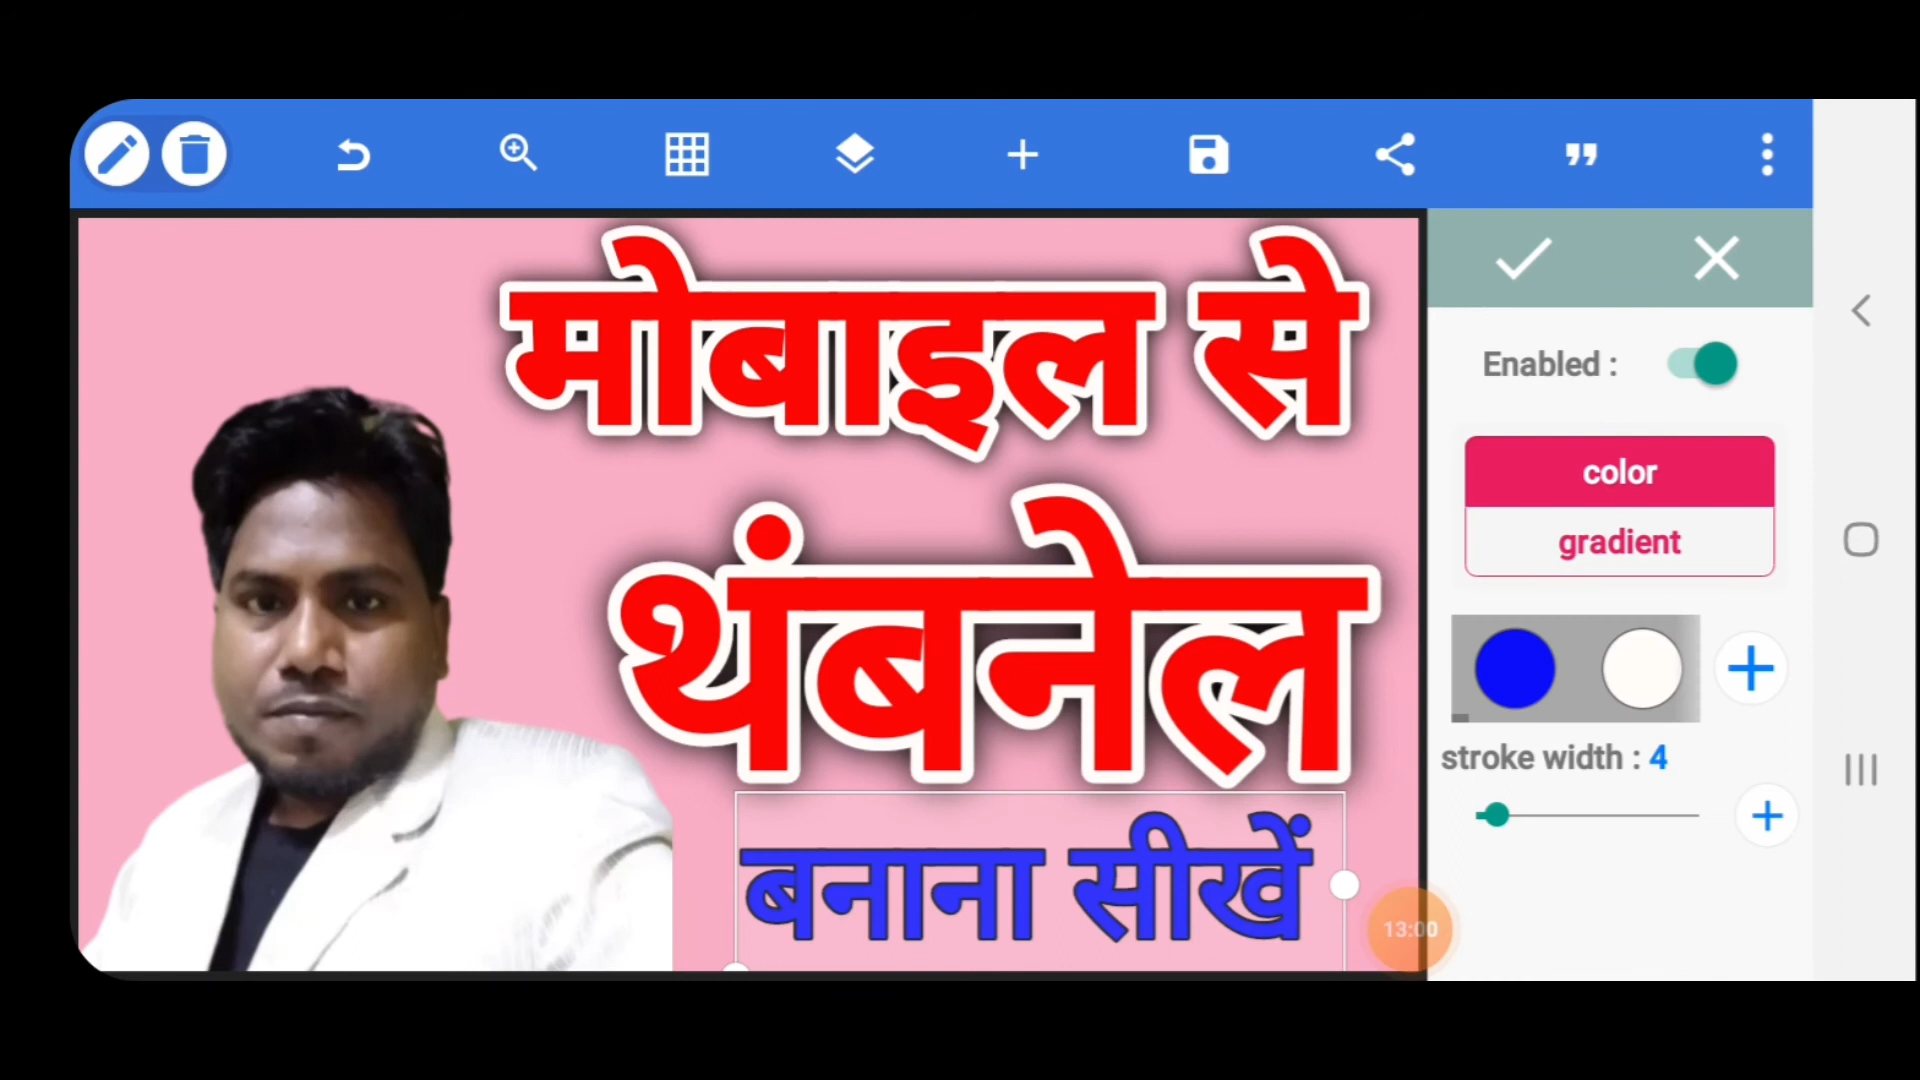 मोबाइल से
थंबनेल
बनाना सीखें
Enabled :
color
gradient
stroke width : 4
13:00